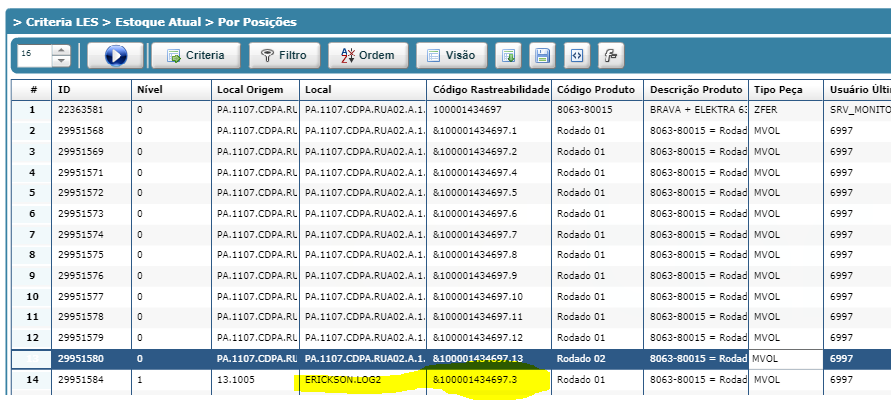 > Criteria LES > Estoque Atual > Por Posições
16 Criteria Filtro Ordem Visão
# ID Nível Local Origem Local Código Rastreabilidade Código Produto Descrição Produto Tipo Peça Usuário Últi
1 22363581 0 PA.1107.CDPA.RU PA.1107.CDPA.RUA02.A.1. 100001434697 8063-80015 BRAVA + ELEKTRA 63 ZFER SRV_MONITO
2 29951568 0 PA.1107.CDPA.RU PA.1107.CDPA.RUA02.A.1. &100001434697.1 Rodado 01 8063-80015 = Rodad MVOL 6997
3 29951569 0 PA.1107.CDPA.RU PA.1107.CDPA.RUA02.A.1. &100001434697.2 Rodado 01 8063-80015 = Rodad MVOL 6997
4 29951571 0 PA.1107.CDPA.RU PA.1107.CDPA.RUA02.A.1. &100001434697.4 Rodado 01 8063-80015 = Rodad MVOL 6997
5 29951572 0 PA.1107.CDPA.RU PA.1107.CDPA.RUA02.A.1. &100001434697.5 Rodado 01 8063-80015 = Rodad MVOL 6997
6 29951573 0 PA.1107.CDPA.RU PA.1107.CDPA.RUA02.A.1. &100001434697.6 Rodado 01 8063-80015 = Rodad MVOL 6997
7 29951574 0 PA.1107.CDPA.RU PA.1107.CDPA.RUA02.A.1. &100001434697.7 Rodado 01 8063-80015 = Rodad MVOL 6997
8 29951575 0 PA.1107.CDPA.RU PA.1107.CDPA.RUA02.A.1. &100001434697.8 Rodado 01 8063-80015 = Rodad MVOL 6997
9 29951576 0 PA.1107.CDPA.RU PA.1107.CDPA.RUA02.A.1. &100001434697.9 Rodado 01 8063-80015 = Rodad MVOL 6997
10 29951577 0 PA.1107.CDPA.RU PA.1107.CDPA.RUA02.A.1. &100001434697.10 Rodado 01 8063-80015 = Rodad MVOL 6997
11 29951578 0 PA.1107.CDPA.RU PA.1107.CDPA.RUA02.A.1. &100001434697.11 Rodado 01 8063-80015 = Rodad MVOL 6997
12 29951579 0 PA.1107.CDPA.RU PA.1107.CDPA.RUA02.A.1. &100001434697.12 Rodado 01 8063-80015 = Rodad MVOL 6997
13 29951580 0 PA.1107.CDPA.RU PA.1107.CDPA.RUA02.A.1. &100001434697.13 Rodado 02 8063-80015 = Rodad MVOL 6997
14 29951584 1 13.1005 ERICKSON.LOG2 &100001434697.3 Rodado 01 8063-80015 = Rodad MVOL 6997